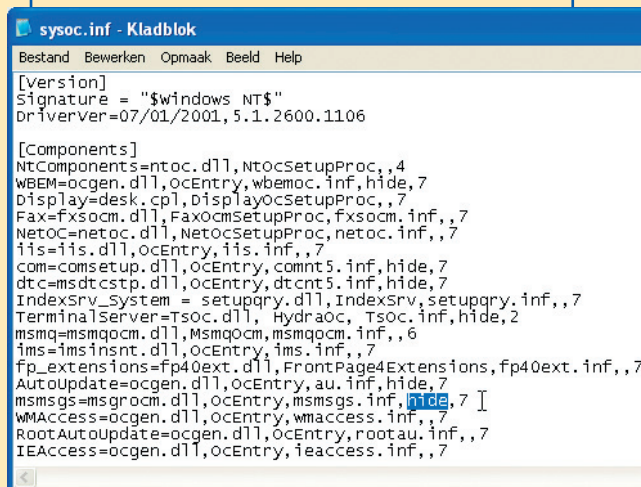 sysoc.inf - Kladblok
Bestand Bewerken Opmaak Beeld Help
[Version]
Signature = "$Windows NT$"
DriverVer=07/01/2001,5.1.2600.1106
[Components]
NtComponents=ntoc.dll,NtOcSetupProc,,4
WBEM=ocgen.dll,OcEntry,wbemoc.inf,hide,7
Display=desk.cpl,DisplayOcSetupProc,,7
Fax=fxsocm.dll,FaxOcmSetupProc,fxsocm.inf,,7
NetOC=netoc.dll,NetOcSetupProc,netoc.inf,,7
iis=iis.dll,OcEntry,iis.inf,,7
com=comsetup.dll,OcEntry,comnt5.inf,hide,7
dtc=msdtcstp.dll,OcEntry,dtcnt5.inf,hide,7
IndexSrv_System = setupqry.dll,IndexSrv,setupqry.inf,,7
TerminalServer=TsOc.dll, HydraOc, TsOc.inf,hide,2
msmq=msmqocm.dll,MsmqOcm,msmqocm.inf,,6
ims=imsinsnt.dll,OcEntry,ims.inf,,7
fp_extensions=fp40ext.dll,FrontPage4Extensions,fp40ext.inf,,7
AutoUpdate=ocgen.dll,OcEntry,au.inf,hide,7
msmsgs=msgrocm.dll,OcEntry,msmsgs.inf,hide,7
WMAccess=ocgen.dll,OcEntry,wmaccess.inf,,7
RootAutoUpdate=ocgen.dll,OcEntry,rootau.inf,,7
IEAccess=ocgen.dll,OcEntry,ieaccess.inf,,7